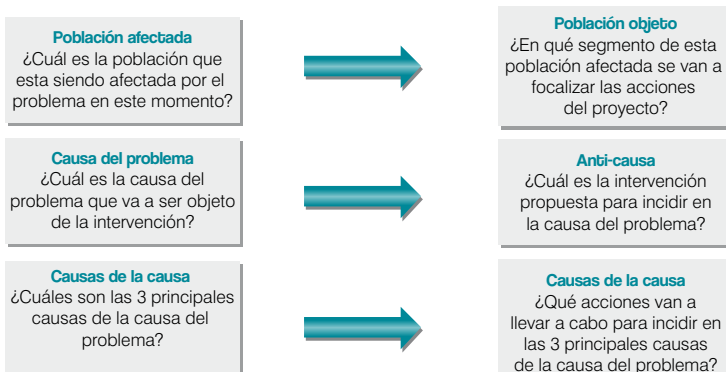 Población afectada
¿Cuál es la población que
esta siendo afectada por el
problema en este momento?
Población objeto
¿En qué segmento de esta
población afectada se van a
focalizar las acciones
del proyecto?
Causa del problema
¿Cuál es la causa del
problema que va a ser objeto
de la intervención?
Anti-causa
¿Cuál es la intervención
propuesta para incidir en
la causa del problema?
Causas de la causa
¿Cuáles son las 3 principales
causas de la causa del
problema?
Causas de la causa
¿Qué acciones van a
llevar a cabo para incidir en
las 3 principales causas
de la causa del problema?